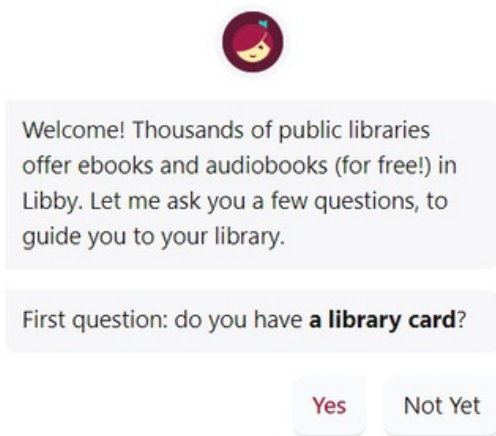 Welcome! Thousands of public libraries
offer ebooks and audiobooks (for free!) in
Libby. Let me ask you a few questions, to
guide you to your library.
First question: do you have a library card?
Yes
Not Yet